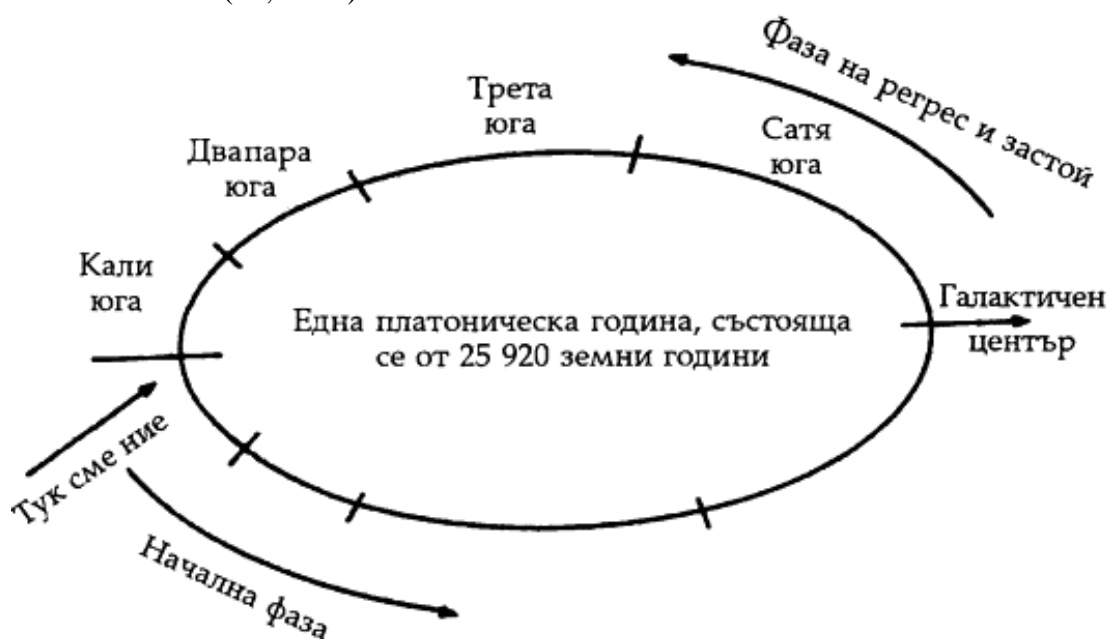 Фаза на регрес и застой
Трета
юга
Сатя
юга
Двапара
юга
Кали
юга
Една платоническа година, състояща
се от 25 920 земни години
Галактичен
център
Тук сме ние
Начална фаза